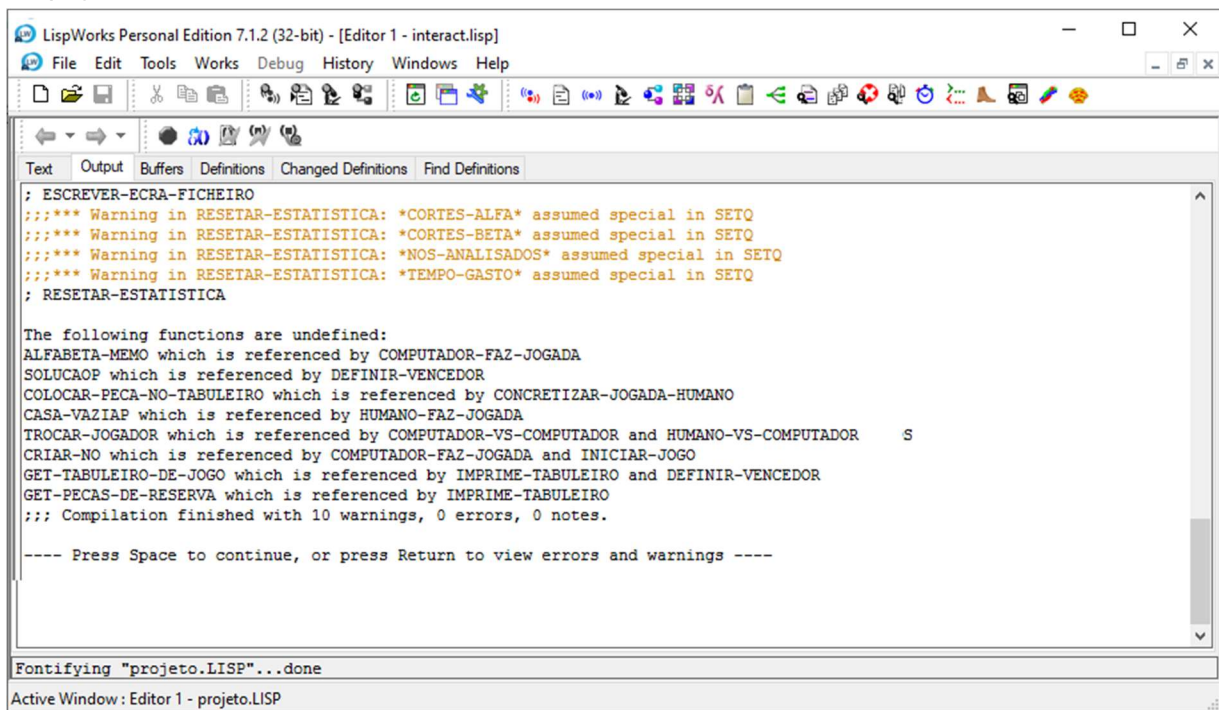 LispWorks Personal Edition 7.1.2 (32-bit) - [Editor 1 - interact.lisp]
File Edit Tools Works Debug History Windows Help
Text Output Buffers Definitions Changed Definitions Find Definitions
; ESCREVER-ECRA-FICHEIRO
;;;*** Warning in RESETAR-ESTATISTICA: *CORTES-ALFA* assumed special in SETQ
;;;*** Warning in RESETAR-ESTATISTICA: *CORTES-BETA* assumed special in SETQ
;;;*** Warning in RESETAR-ESTATISTICA: *NOS-ANALISADOS* assumed special in SETQ
;;;*** Warning in RESETAR-ESTATISTICA: *TEMPO-GASTO* assumed special in SETQ
; RESETAR-ESTATISTICA
The following functions are undefined:
ALFABETA-MEMO which is referenced by COMPUTADOR-FAZ-JOGADA
SOLUCAOP which is referenced by DEFINIR-VENCEDOR
COLOCAR-PECA-NO-TABULEIRO which is referenced by CONCRETIZAR-JOGADA-HUMANO
CASA-VAZIAP which is referenced by HUMANO-FAZ-JOGADA
TROCAR-JOGADOR which is referenced by COMPUTADOR-VS-COMPUTADOR and HUMANO-VS-COMPUTADOR S
CRIAR-NO which is referenced by COMPUTADOR-FAZ-JOGADA and INICIAR-JOGO
GET-TABULEIRO-DE-JOGO which is referenced by IMPRIME-TABULEIRO and DEFINIR-VENCEDOR
GET-PECAS-DE-RESERVA which is referenced by IMPRIME-TABULEIRO
;;; Compilation finished with 10 warnings, 0 errors, 0 notes.
---- Press Space to continue, or press Return to view errors and warnings ----
Fontifying "projeto.LISP"...done
Active Window : Editor 1 - projeto.LISP